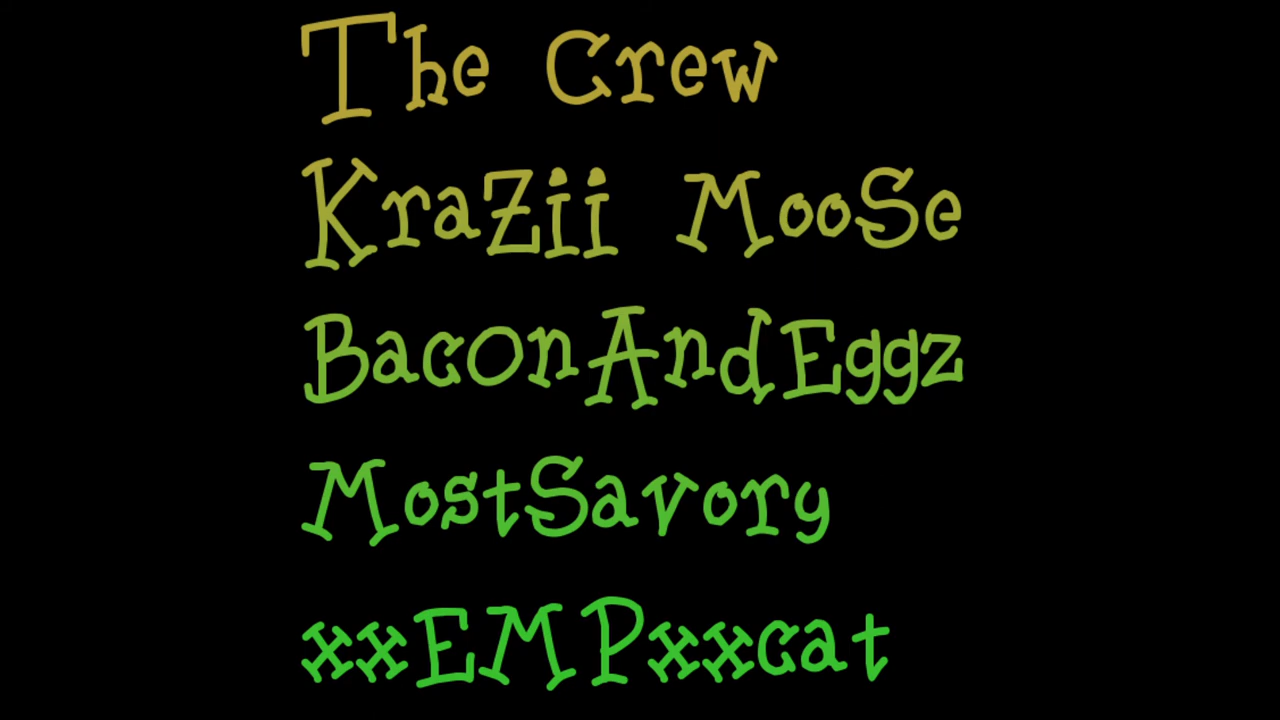 The Crew
KraZii MooSe
BaconAndEggz
MostSavory
xxEMPxxcat